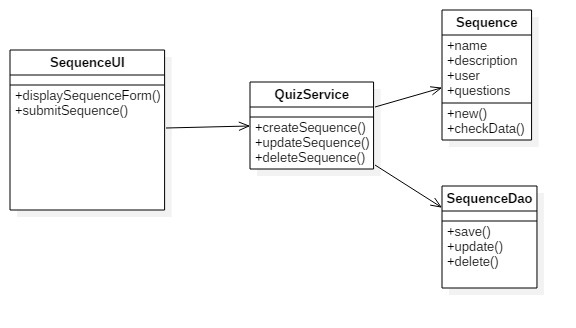 SequenceUI
+displaySequenceForm()
+submitSequence()
QuizService
+createSequence()
+updateSequence()
+deleteSequence()
Sequence
+name
+description
+user
+questions
+new()
+checkData()
SequenceDao
+save()
+update()
+delete()